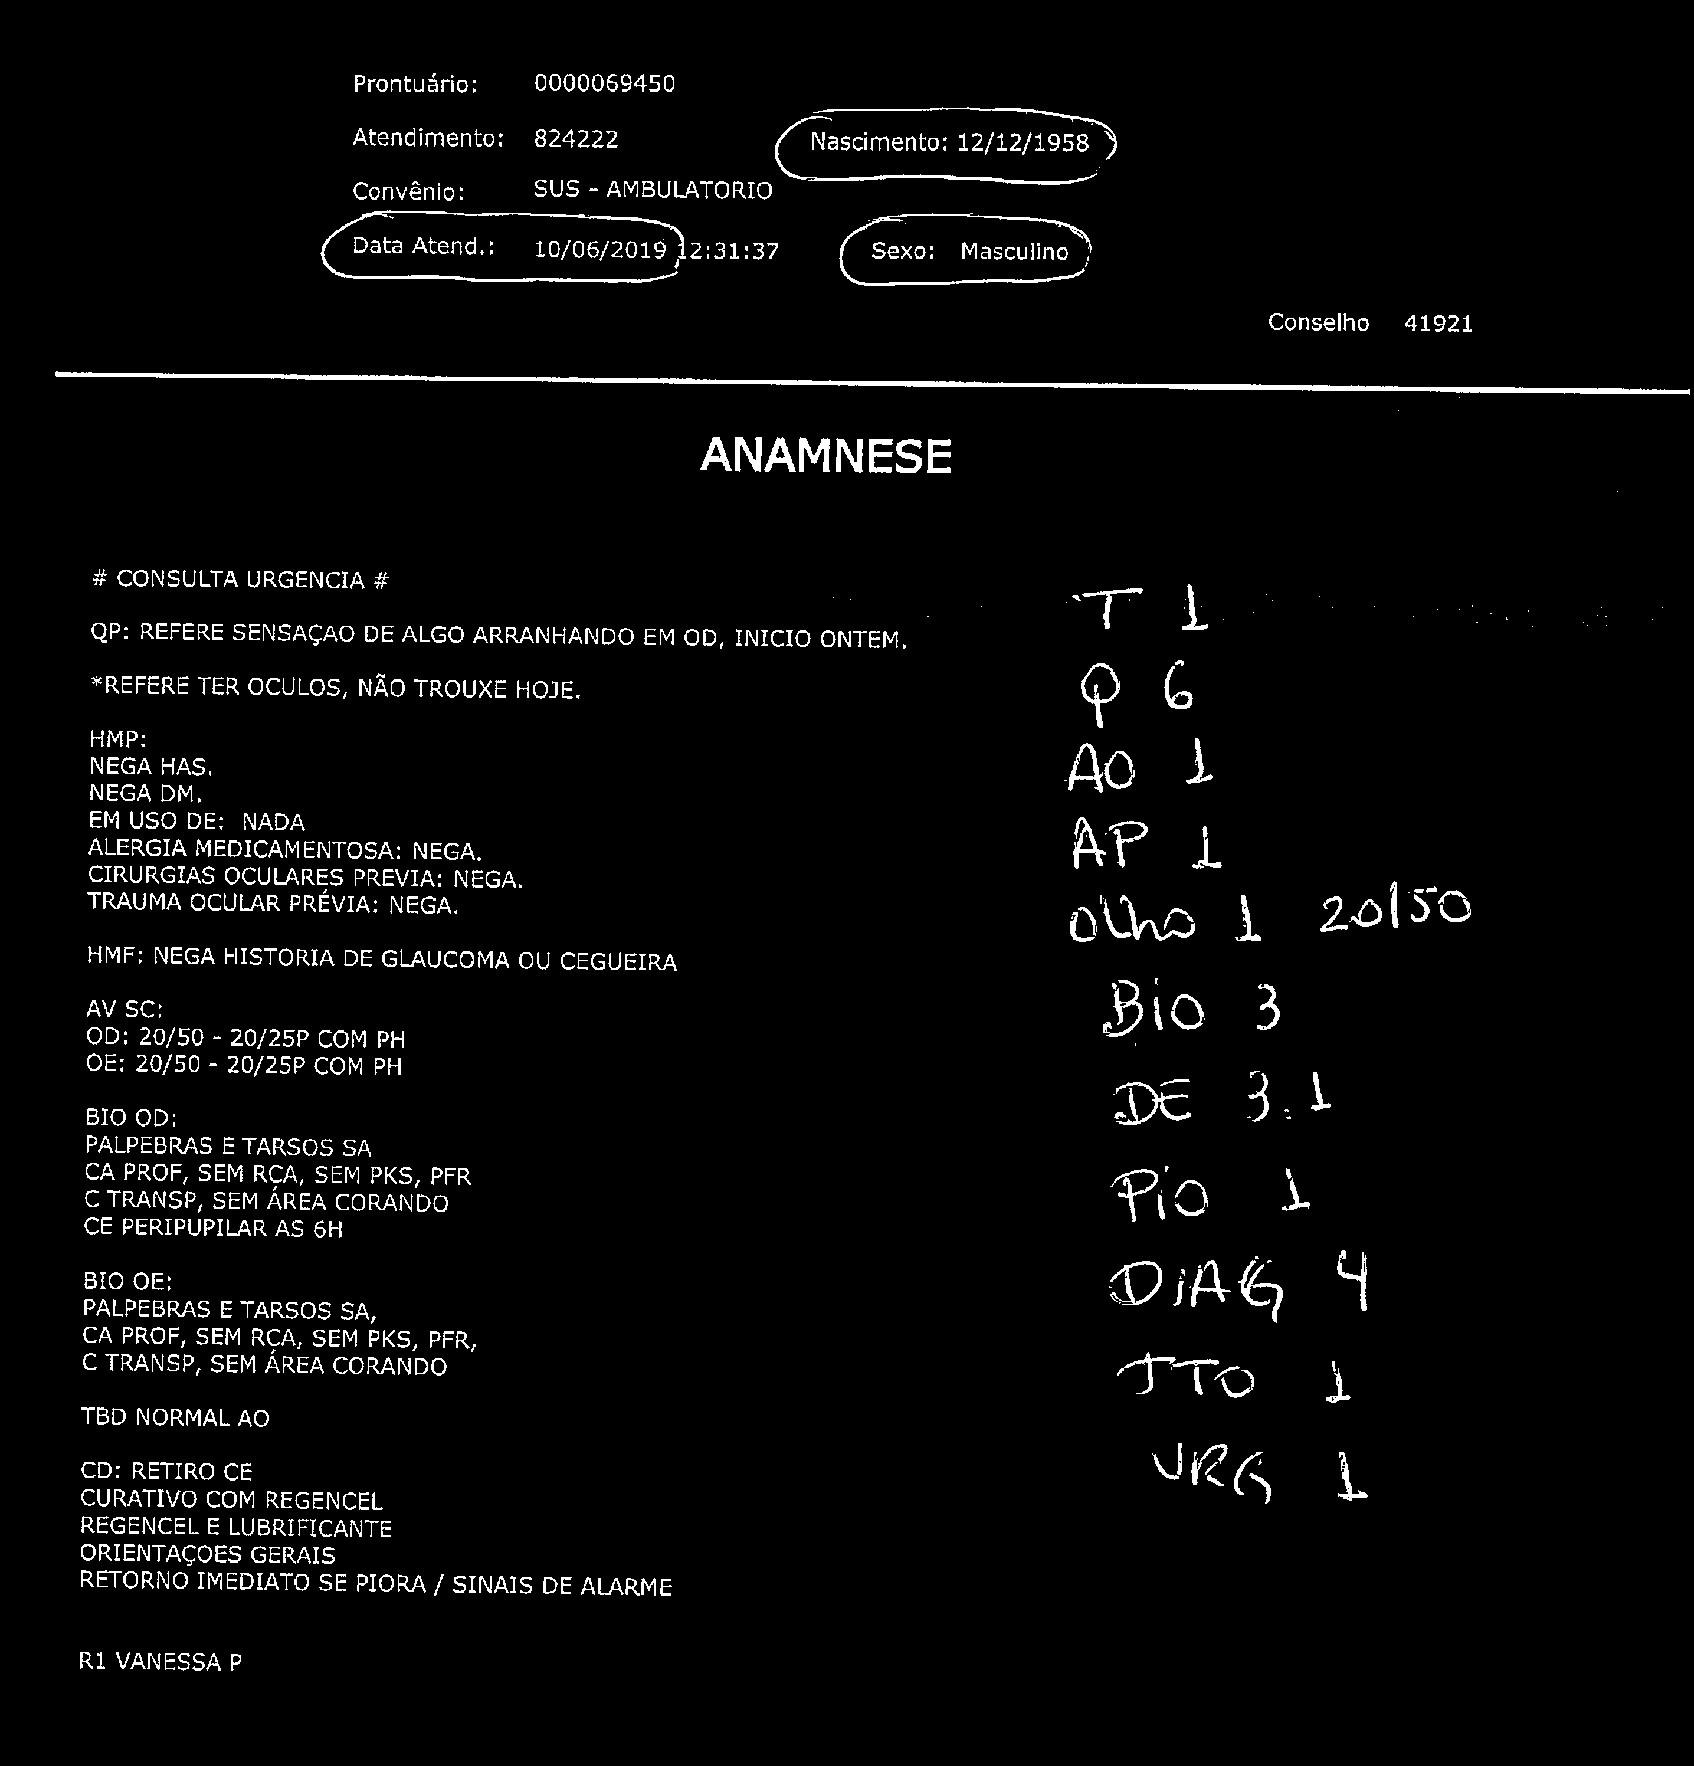 Prontuário: 0000069450
Atendimento: 824222 Nascimento: 12/12/1958
Convênio: SUS - AMBULATORIO
Data Atend.: 10/06/2019 12:31:37 Sexo: Masculino
Conselho 41921
ANAMNESE
# CONSULTA URGENCIA #
T 1
QP: REFERE SENSAÇAO DE ALGO ARRANHANDO EM OD, INICIO ONTEM.
*REFERE TER OCULOS, NÃO TROUXE HOJE.
Q 6
HMP:
NEGA HAS.
AO 1
NEGA DM.
EM USO DE: NADA
ALERGIA MEDICAMENTOSA: NEGA.
AP 1
CIRURGIAS OCULARES PREVIA: NEGA.
TRAUMA OCULAR PRÉVIA: NEGA.
Olho 1 20/50
HMF: NEGA HISTORIA DE GLAUCOMA OU CEGUEIRA
AV SC:
Bio 3
OD: 20/50 - 20/25P COM PH
OE: 20/50 - 20/25P COM PH
DE 3.1
BIO OD:
PALPEBRAS E TARSOS SA
CA PROF, SEM RCA, SEM PKS, PFR
C TRANSP, SEM ÁREA CORANDO
Pio 1
CE PERIPUPILAR AS 6H
BIO OE:
DiAG 4
PALPEBRAS E TARSOS SA,
CA PROF, SEM RCA, SEM PKS, PFR,
C TRANSP, SEM ÁREA CORANDO
TTO 1
TBD NORMAL AO
CD: RETIRO CE
URG 1
CURATIVO COM REGENCEL
REGENCEL E LUBRIFICANTE
ORIENTAÇOES GERAIS
RETORNO IMEDIATO SE PIORA / SINAIS DE ALARME
R1 VANESSA P